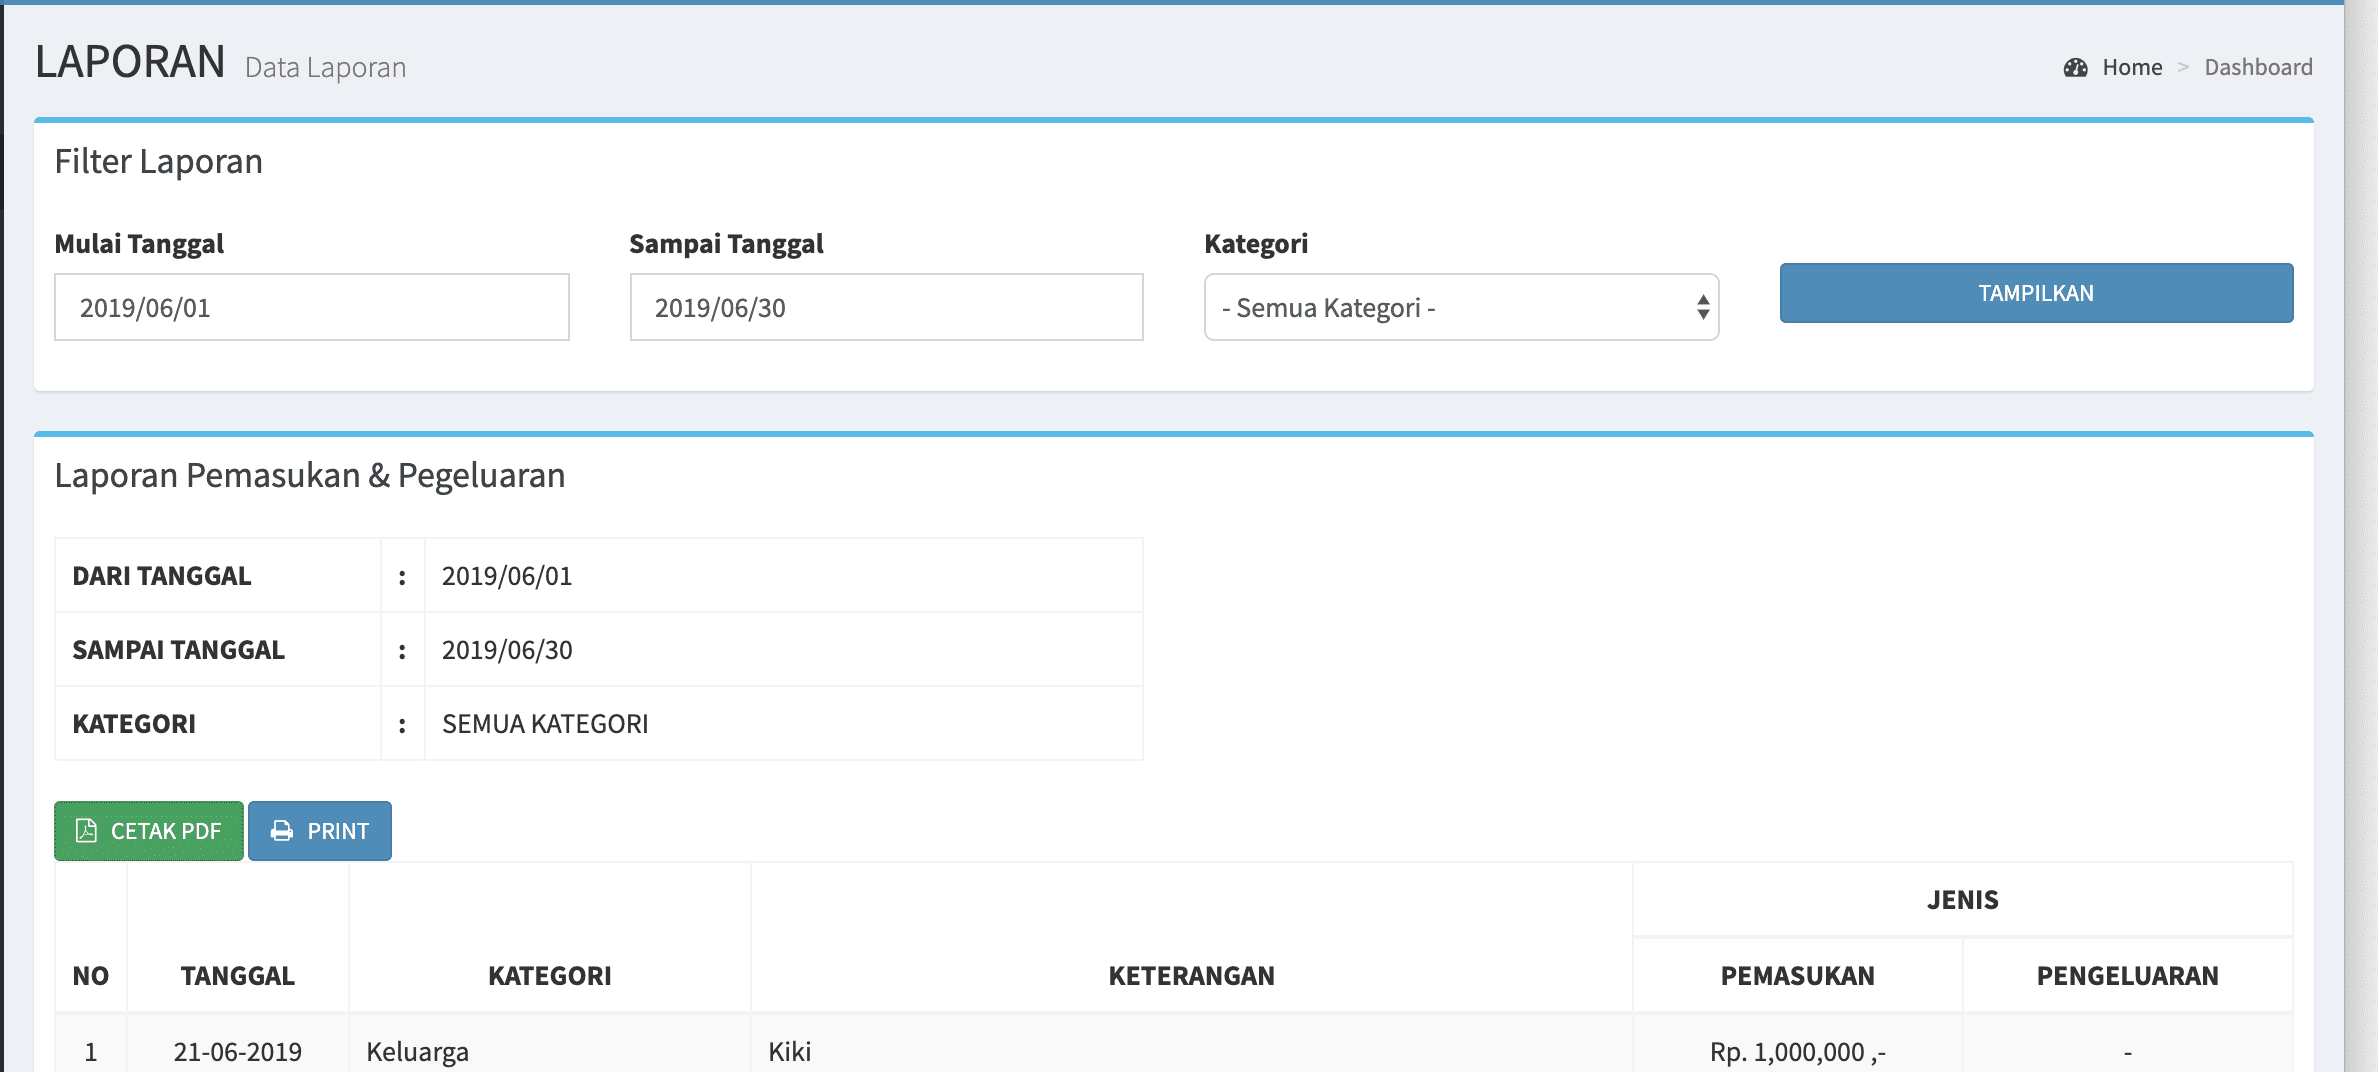 LAPORAN Data Laporan
Home > Dashboard
Filter Laporan
Mulai Tanggal Sampai Tanggal Kategori
2019/06/01 2019/06/30 - Semua Kategori - TAMPILKAN
Laporan Pemasukan & Pegeluaran
DARI TANGGAL : 2019/06/01
SAMPAI TANGGAL : 2019/06/30
KATEGORI : SEMUA KATEGORI
CETAK PDF PRINT
JENIS
NO TANGGAL KATEGORI KETERANGAN PEMASUKAN PENGELUARAN
1 21-06-2019 Keluarga Kiki Rp. 1,000,000 ,- -